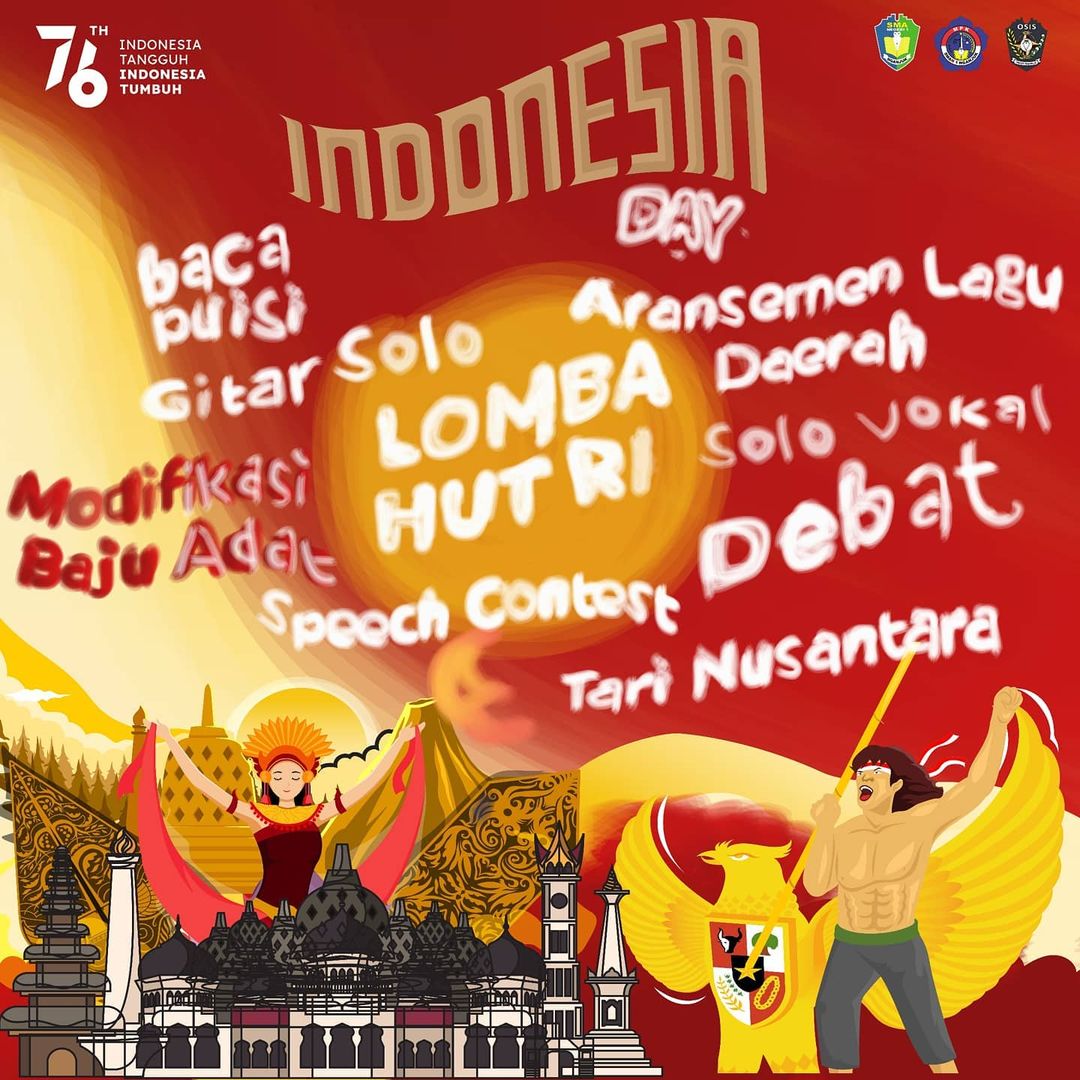 76TH
INDONESIA
TANGGUH
INDONESIA
TUMBUH
SMA
OSIS
INDONESIA
DAY
baca
puisi
Gitar Solo
LOMBA
HUT RI
Aransemen Lagu
Daerah
Solo vokal
Debat
Modifikasi
Baju Adat
Speech Contest
Tari Nusantara